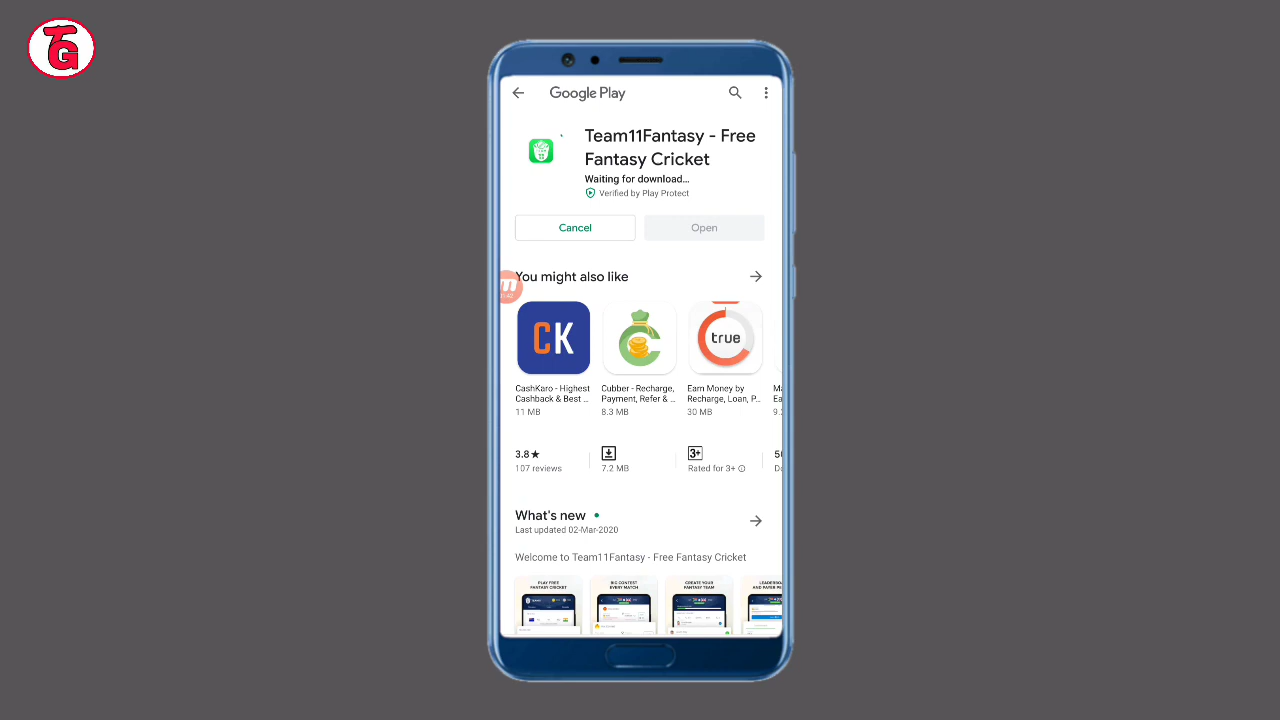 TG
Google Play
Team11Fantasy - Free
Fantasy Cricket
Waiting for download...
Verified by Play Protect
Cancel
Open
You might also like
CK
true
CashKaro - Highest
Cashback & Best ...
11 MB
Cubber - Recharge,
Payment, Refer & ...
8.3 MB
Earn Money by
Recharge, Loan, P...
30 MB
3.8★
107 reviews
7.2 MB
3+
Rated for 3+
What's new
Last updated 02-Mar-2020
Welcome to Team11Fantasy - Free Fantasy Cricket
PLAY FREE
FANTASY CRICKET
BIG CONTEST
EVERY MATCH
CREATE YOUR
FANTASY TEAM